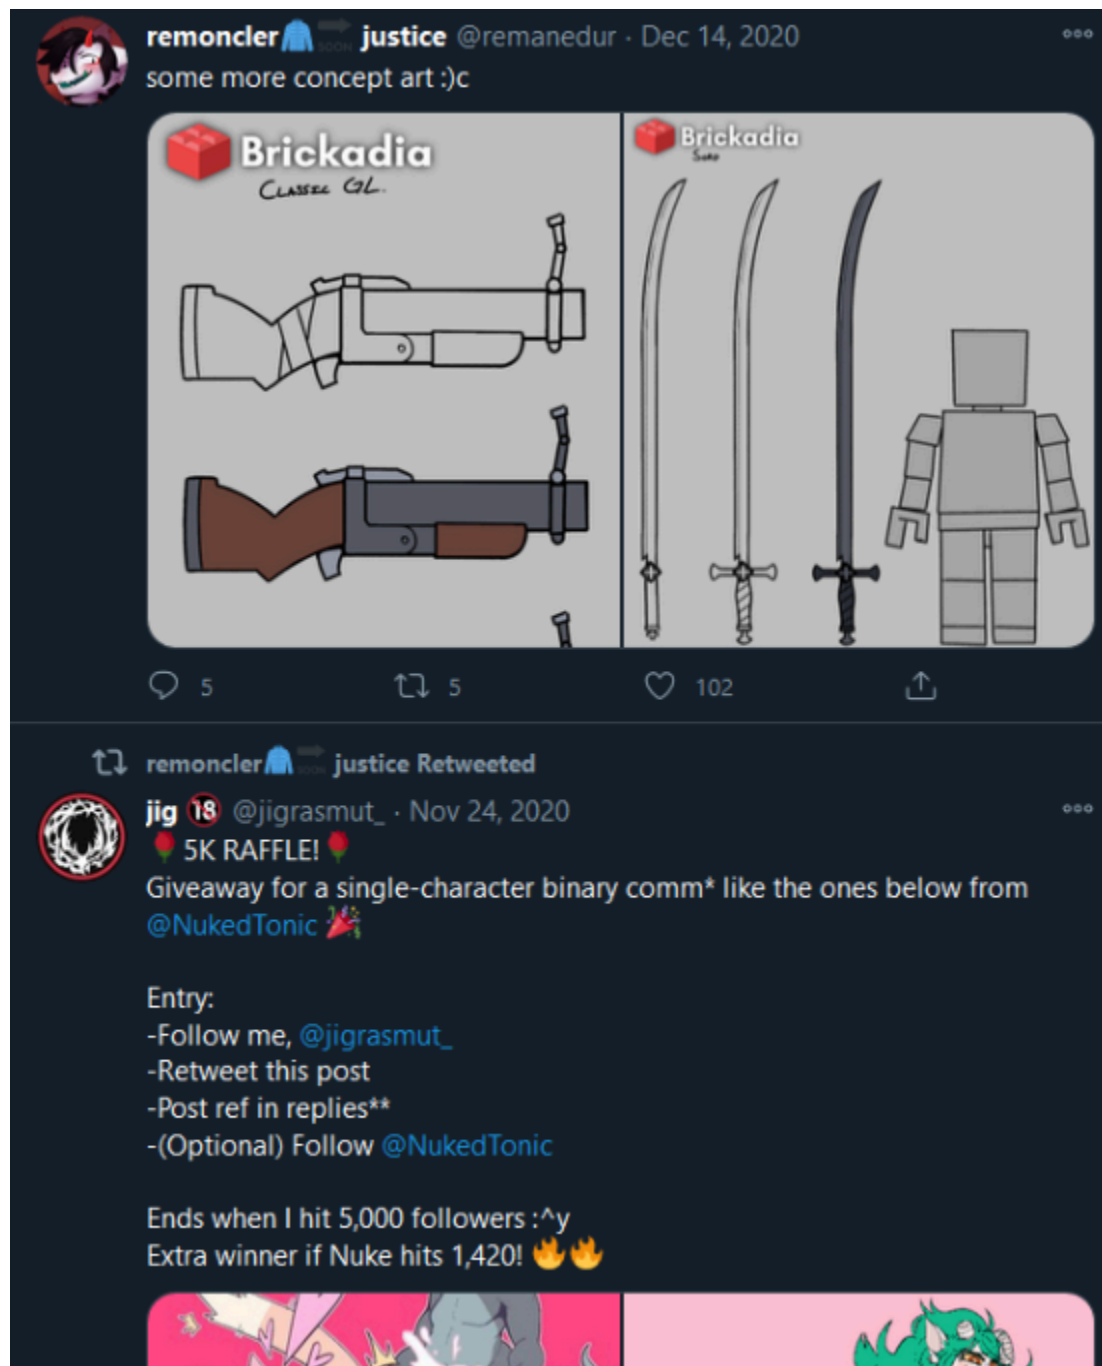 remoncler🧥🔜 justice @remanedur · Dec 14, 2020
some more concept art :)c
Brickadia
CLASSIC GL.
Brickadia
5
5
102
remoncler🧥🔜 justice Retweeted
jig 🔞 @jigrasmut_ · Nov 24, 2020
🌹5K RAFFLE!🌹
Giveaway for a single-character binary comm* like the ones below from
@NukedTonic 🎉
Entry:
-Follow me, @jigrasmut_
-Retweet this post
-Post ref in replies**
-(Optional) Follow @NukedTonic
Ends when I hit 5,000 followers :^y
Extra winner if Nuke hits 1,420! 🔥🔥